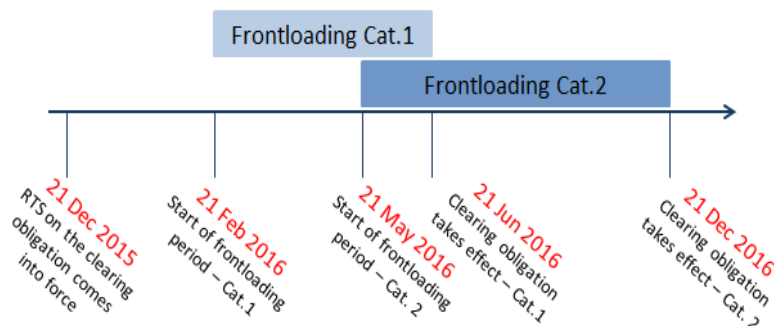 Frontloading Cat.1
Frontloading Cat.2
21 Dec 2015
RTS on the clearing
obligation comes
into force
21 Feb 2016
Start of frontloading
period – Cat.1
21 May 2016
Start of frontloading
period – Cat. 2
21 Jun 2016
Clearing obligation
takes effect – Cat.1
21 Dec 2016
Clearing obligation
takes effect – Cat. 2